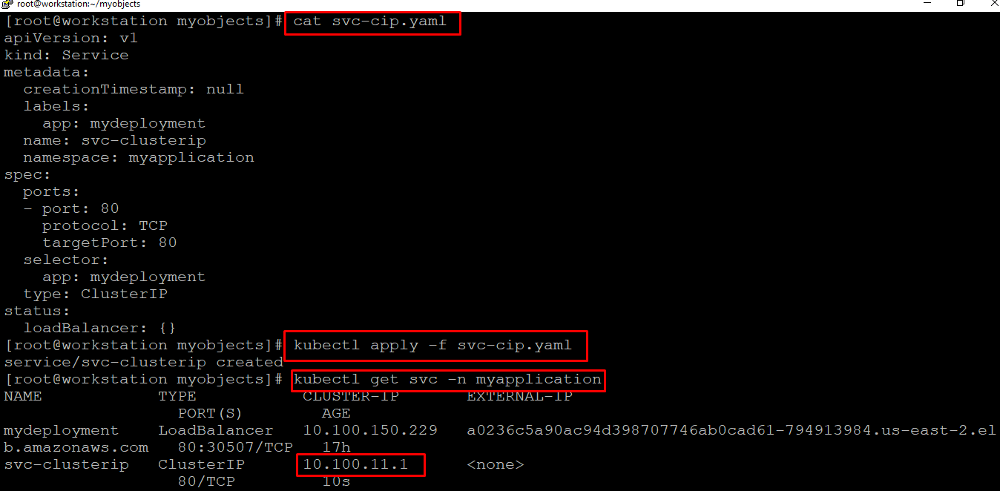 root@workstation:~/myobjects
[root@workstation myobjects]# cat svc-cip.yaml
apiVersion: v1
kind: Service
metadata:
  creationTimestamp: null
  labels:
    app: mydeployment
  name: svc-clusterip
  namespace: myapplication
spec:
  ports:
  - port: 80
    protocol: TCP
    targetPort: 80
  selector:
    app: mydeployment
  type: ClusterIP
status:
  loadBalancer: {}
[root@workstation myobjects]# kubectl apply -f svc-cip.yaml
service/svc-clusterip created
[root@workstation myobjects]# kubectl get svc -n myapplication
NAME            TYPE           CLUSTER-IP       EXTERNAL-IP
                  PORT(S)        AGE
mydeployment    LoadBalancer   10.100.150.229   a0236c5a90ac94d398707746ab0cad61-794913984.us-east-2.el
b.amazonaws.com   80:30507/TCP   17h
svc-clusterip   ClusterIP      10.100.11.1      <none>
                  80/TCP         10s